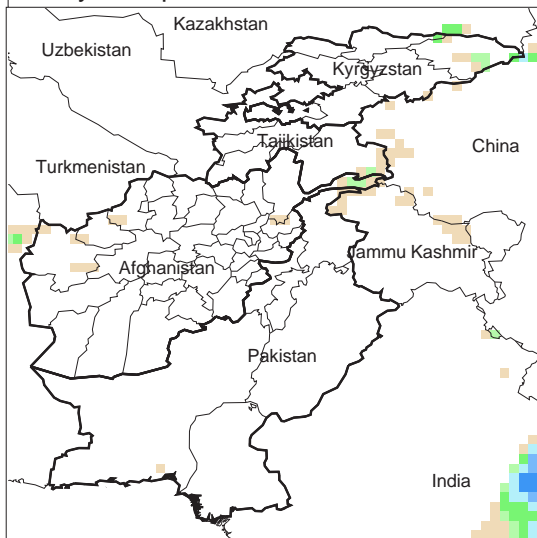 Kazakhstan
Uzbekistan
Kyrgyzstan
Tajikistan
China
Turkmenistan
Jammu Kashmir
Afghanistan
Pakistan
India